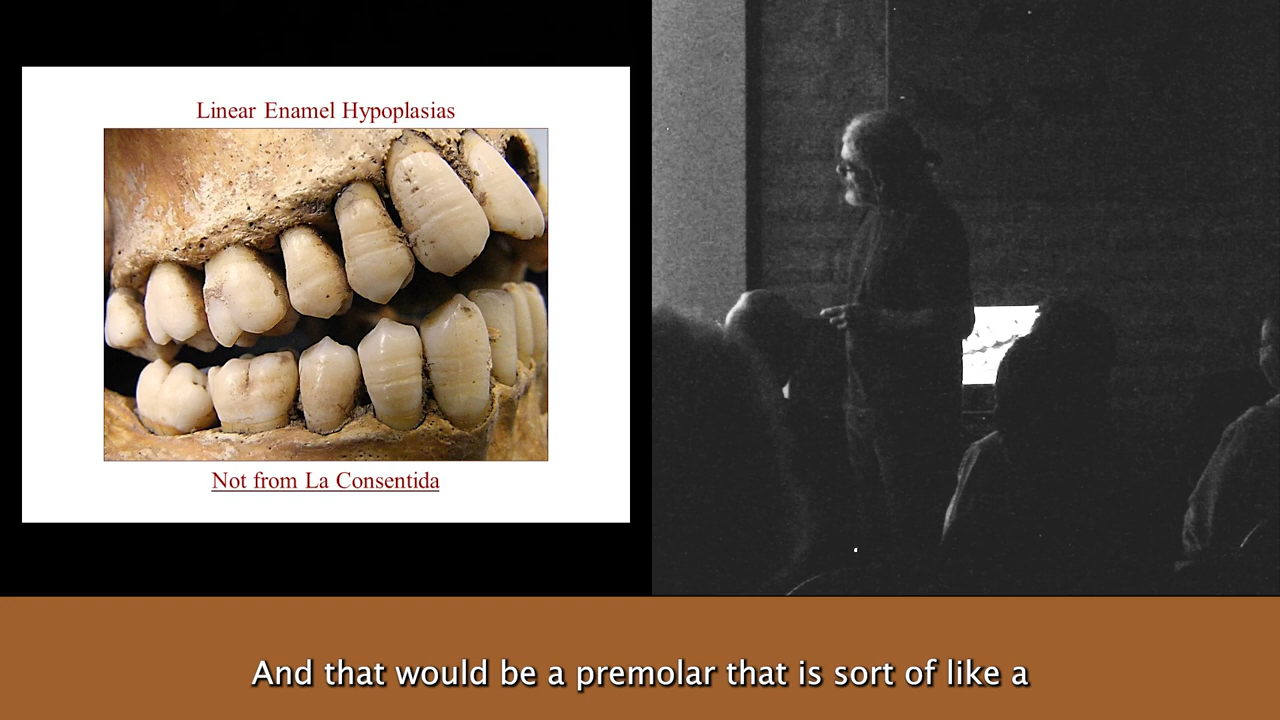 Linear Enamel Hypoplasias
Not from La Consentida
And that would be a premolar that is sort of like a